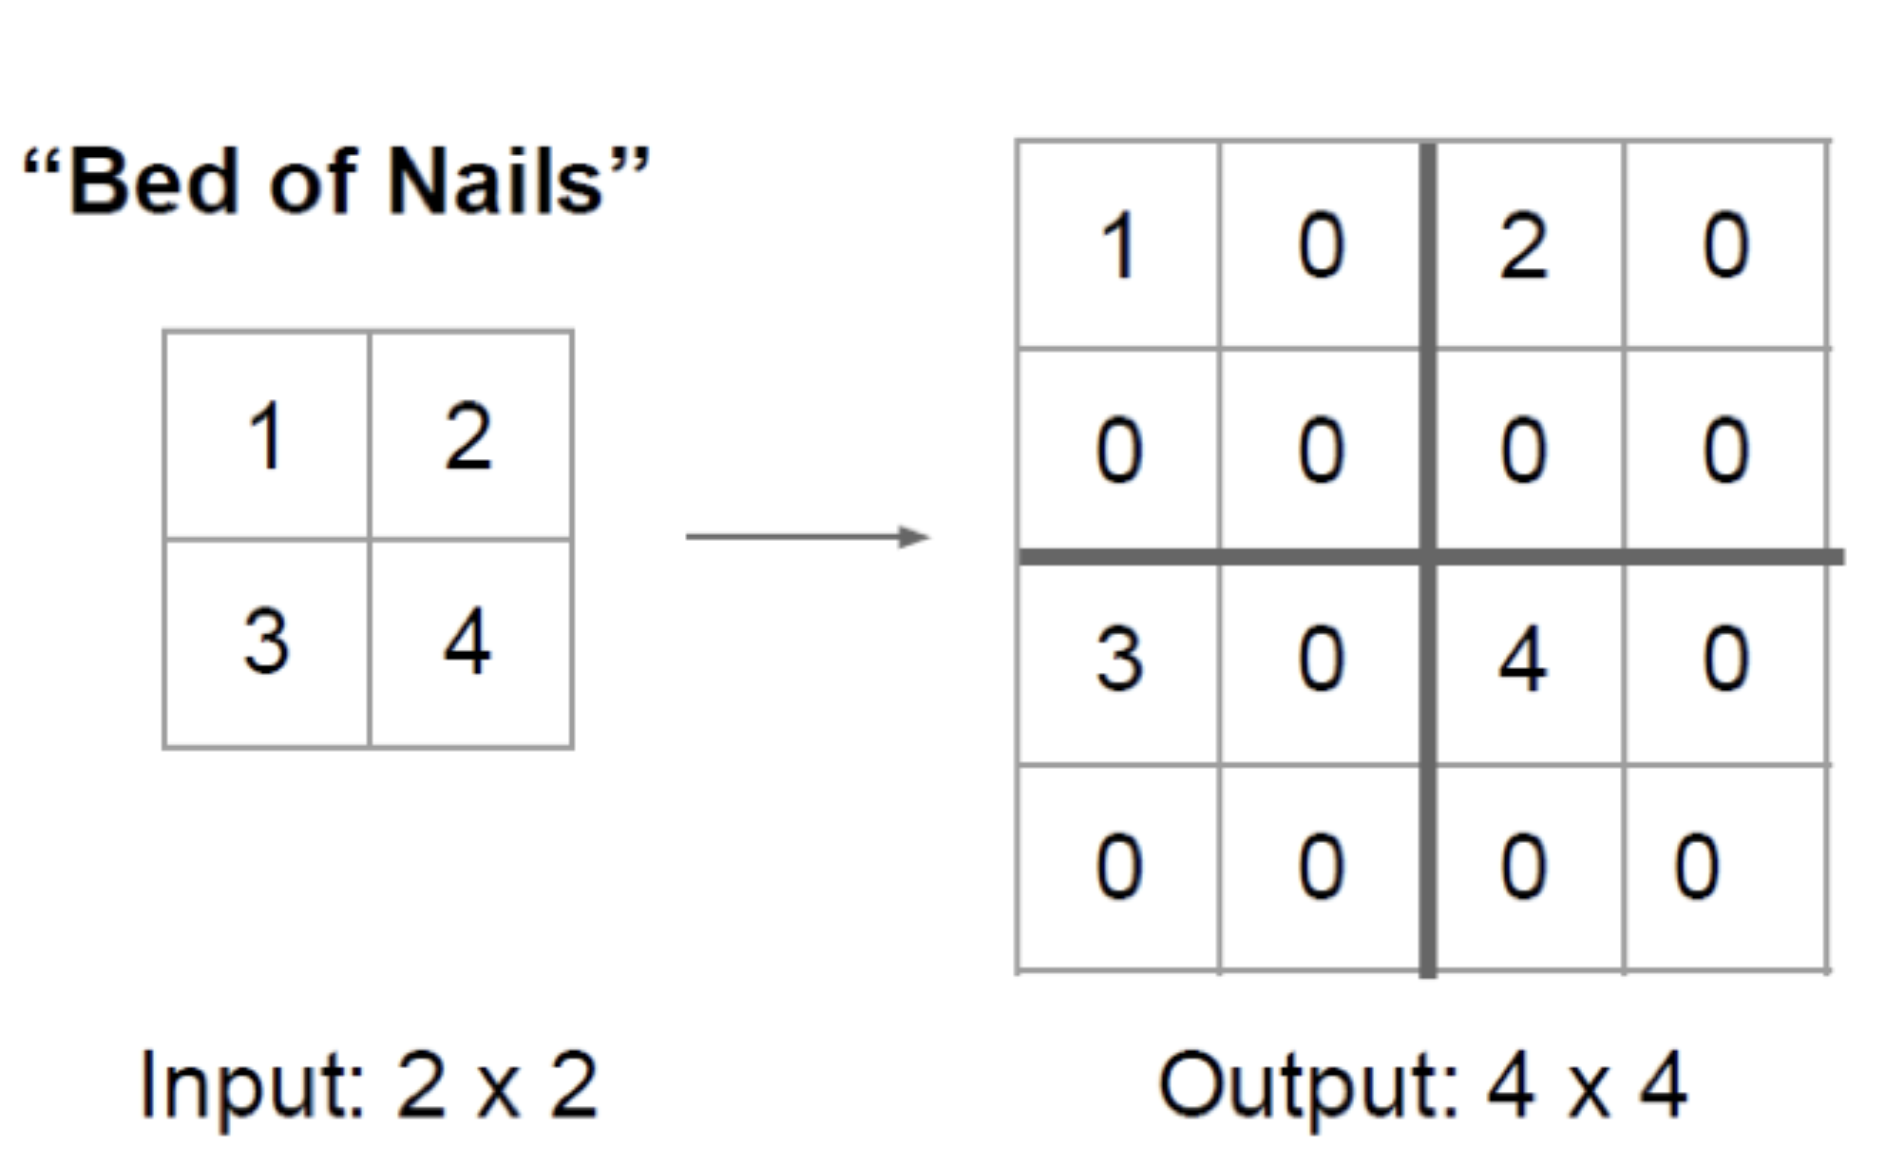 “Bed of Nails”
1 2
3 4
Input: 2 x 2
1 0 2 0
0 0 0 0
3 0 4 0
0 0 0 0
Output: 4 x 4